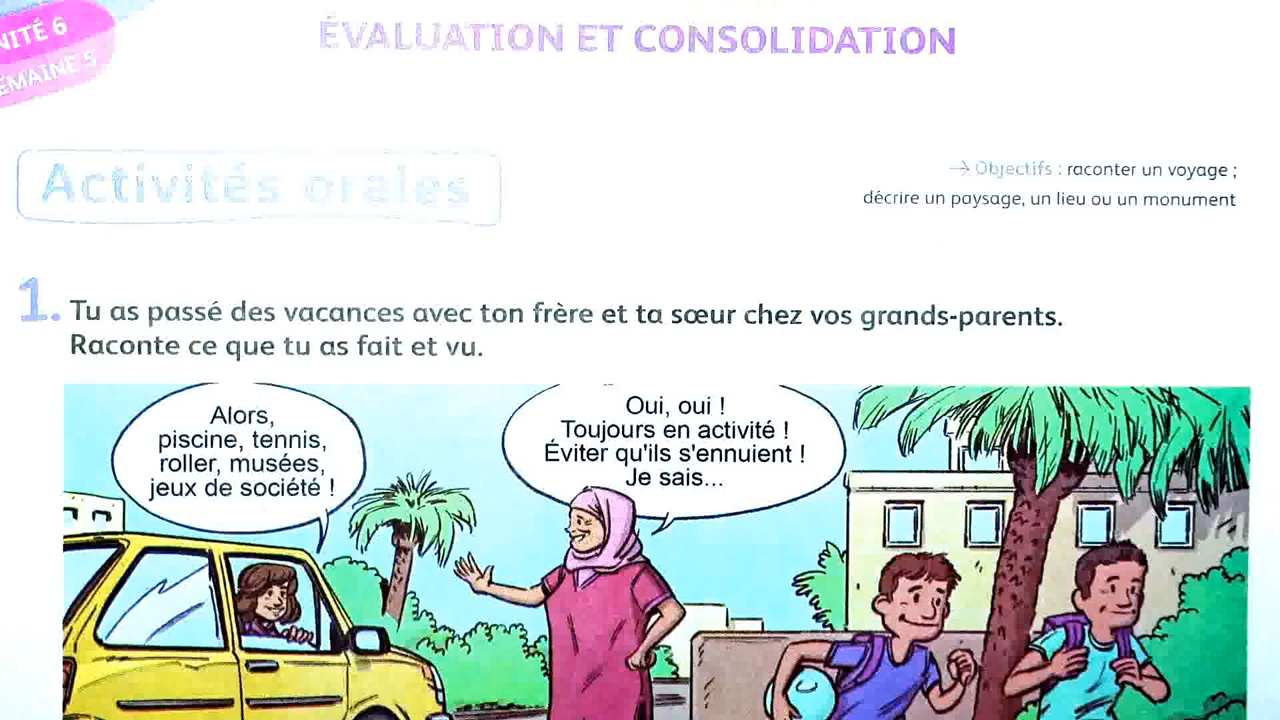 NITÉ 6
EMAINE 5
ÉVALUATION ET CONSOLIDATION
Activités orales
→ Objectifs : raconter un voyage ;
décrire un paysage, un lieu ou un monument
1. Tu as passé des vacances avec ton frère et ta sœur chez vos grands-parents.
Raconte ce que tu as fait et vu.
Alors,
piscine, tennis,
roller, musées,
jeux de société !
Oui, oui !
Toujours en activité !
Éviter qu'ils s'ennuient !
Je sais...